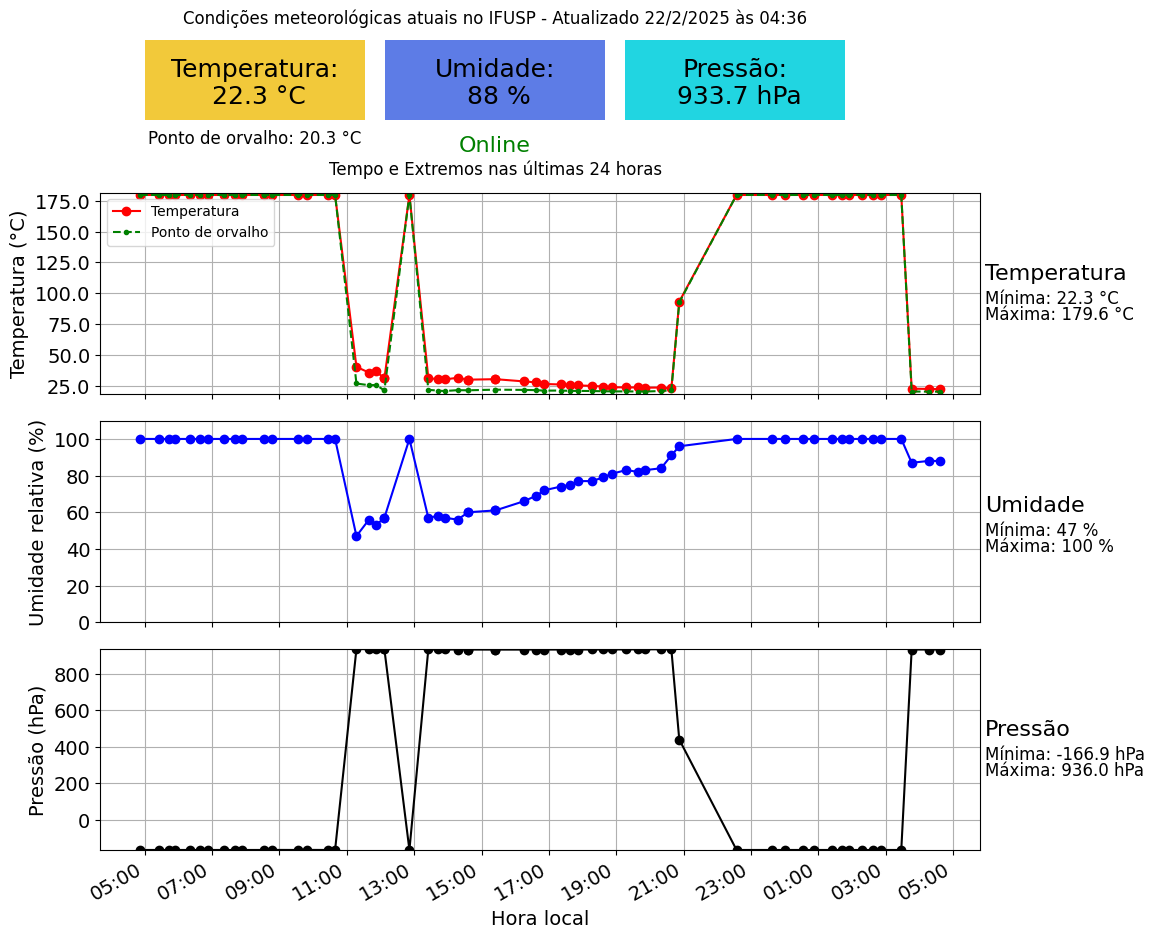 Condições meteorológicas atuais no IFUSP - Atualizado 22/2/2025 às 04:36
Temperatura:
22.3 °C
Umidade:
88 %
Pressão:
933.7 hPa
Ponto de orvalho: 20.3 °C
Online
Tempo e Extremos nas últimas 24 horas
Temperatura (°C)
175.0
150.0
125.0
100.0
75.0
50.0
25.0
Temperatura
Ponto de orvalho
Temperatura
Mínima: 22.3 °C
Máxima: 179.6 °C
Umidade relativa (%)
100
80
60
40
20
0
Umidade
Mínima: 47 %
Máxima: 100 %
Pressão (hPa)
800
600
400
200
0
Pressão
Mínima: -166.9 hPa
Máxima: 936.0 hPa
05:00 07:00 09:00 11:00 13:00 15:00 17:00 19:00 21:00 23:00 01:00 03:00 05:00
Hora local